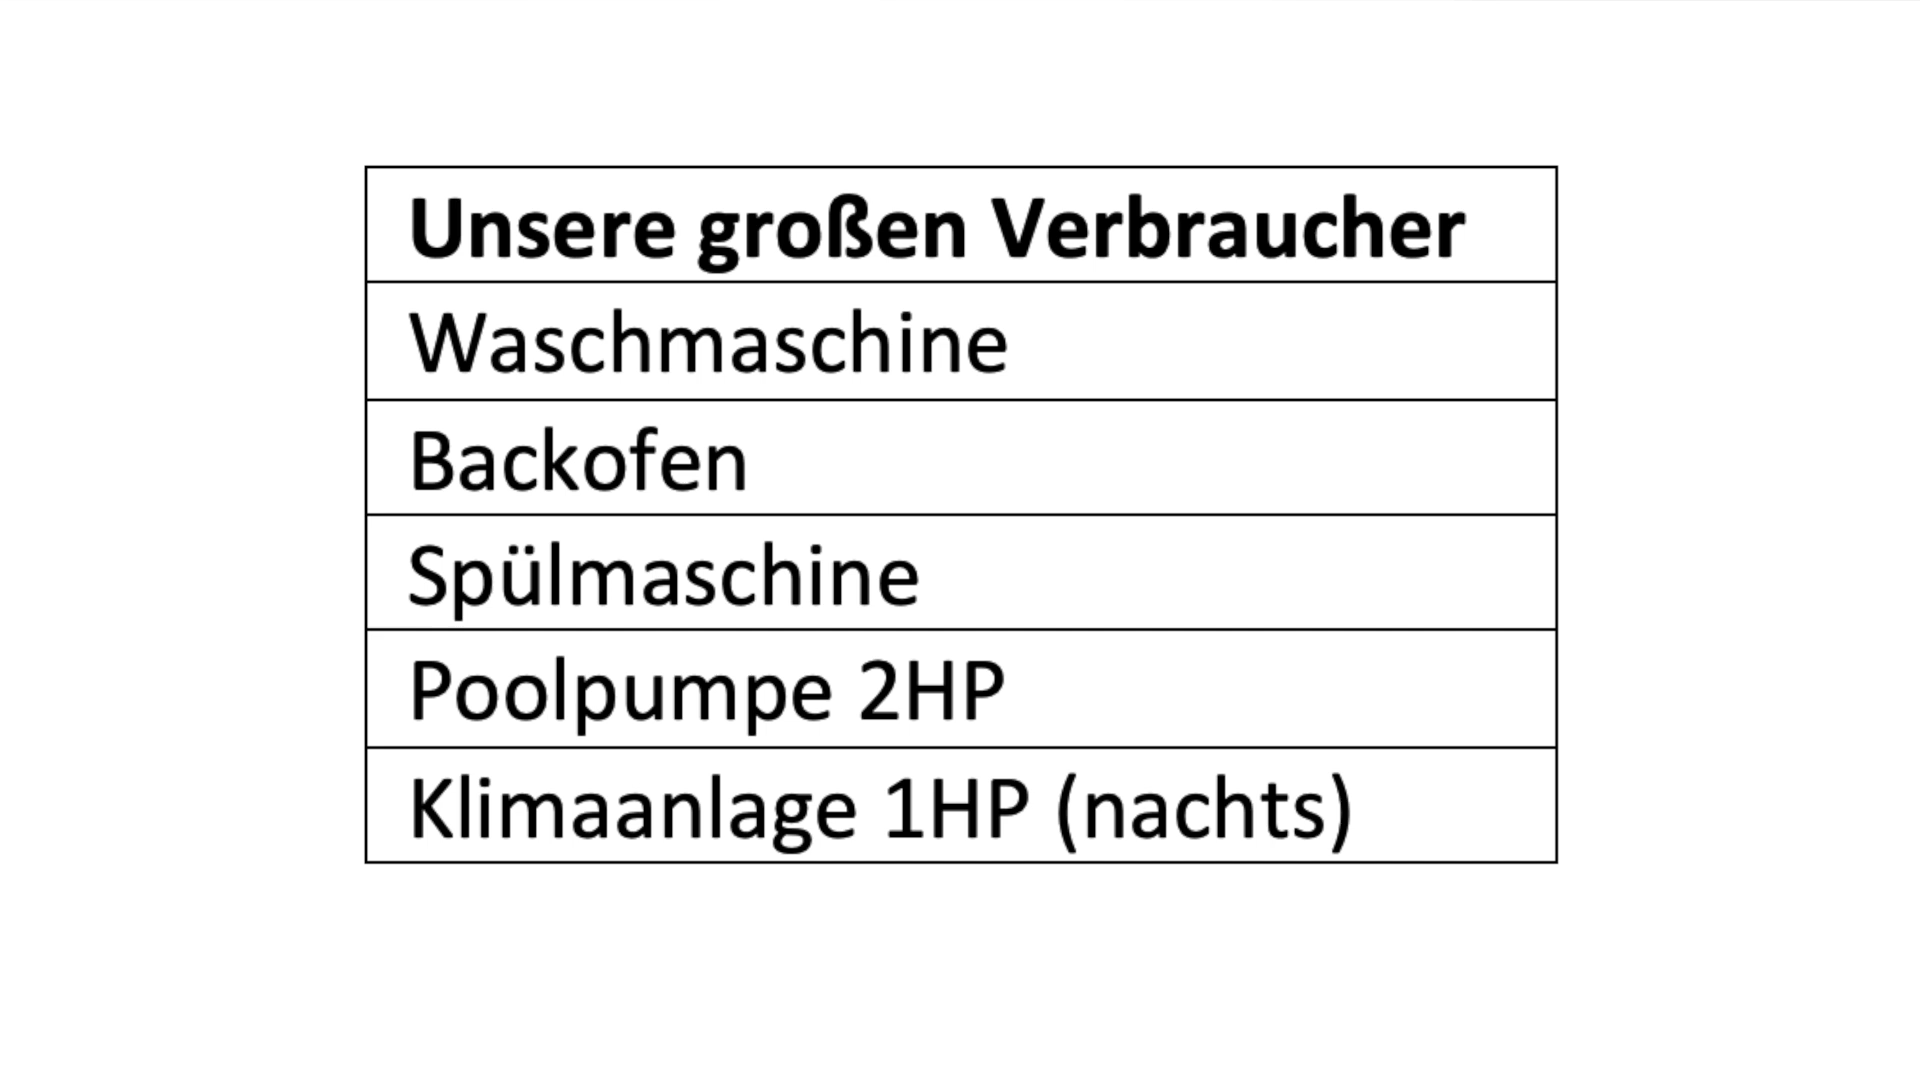 Unsere großen Verbraucher
Waschmaschine
Backofen
Spülmaschine
Poolpumpe 2HP
Klimaanlage 1HP (nachts)